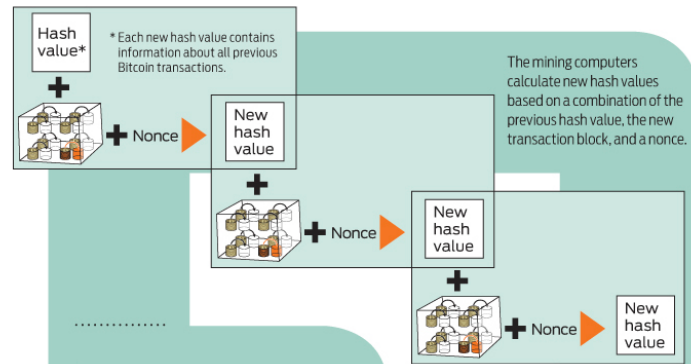 Hash
value*
* Each new hash value contains
information about all previous
Bitcoin transactions.
The mining computers
calculate new hash values
based on a combination of the
previous hash value, the new
transaction block, and a nonce.
+
+ Nonce
New
hash
value
+
+ Nonce
New
hash
value
+
+ Nonce
New
hash
value